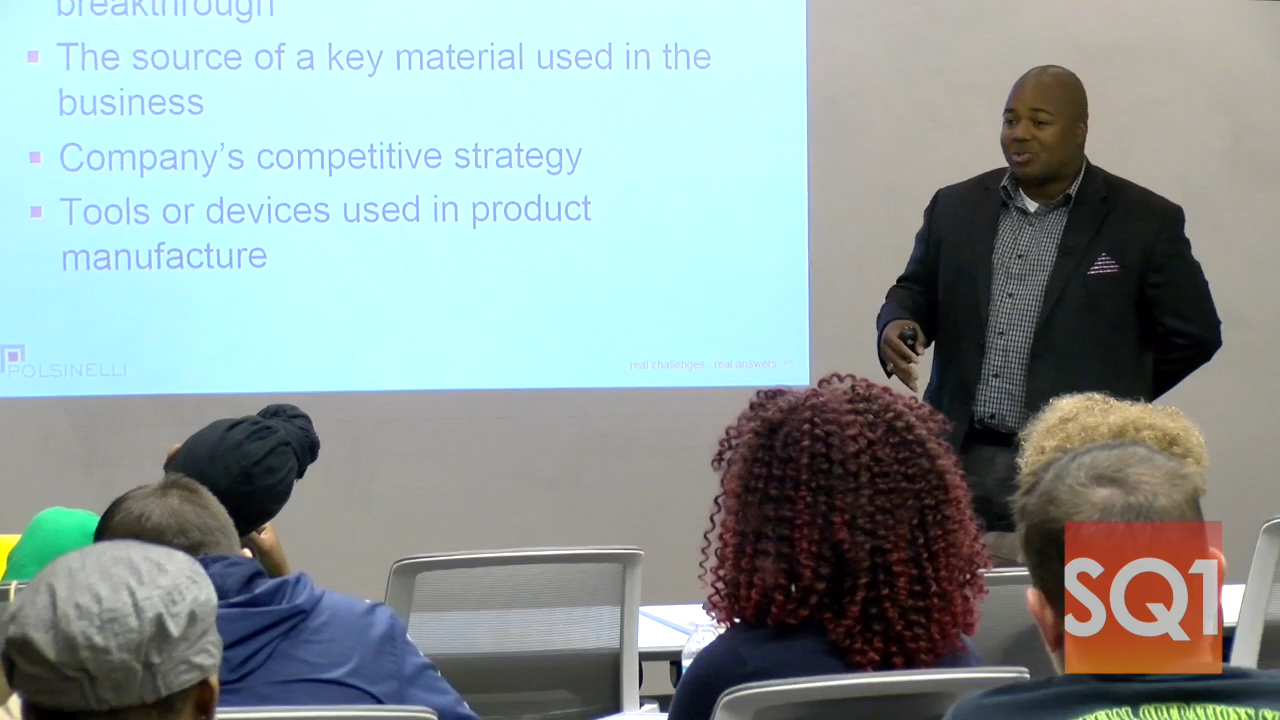 breakthrough
The source of a key material used in the
business
Company's competitive strategy
Tools or devices used in product
manufacture
POLSINELLI
real challenges. real answers. SM
SQ1